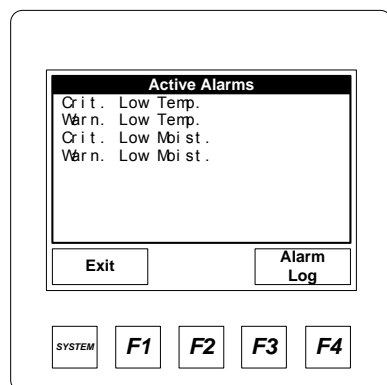 Active Alarms
Crit. Low Temp.
Warn. Low Temp.
Crit. Low Moist.
Warn. Low Moist.
Exit
Alarm
Log
SYSTEM F1 F2 F3 F4